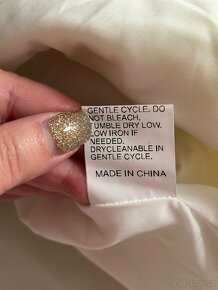 GENTLE CYCLE. DO
NOT BLEACH.
TUMBLE DRY LOW.
LOW IRON IF
NEEDED.
DRYCLEANABLE IN
GENTLE CYCLE.
MADE IN CHINA